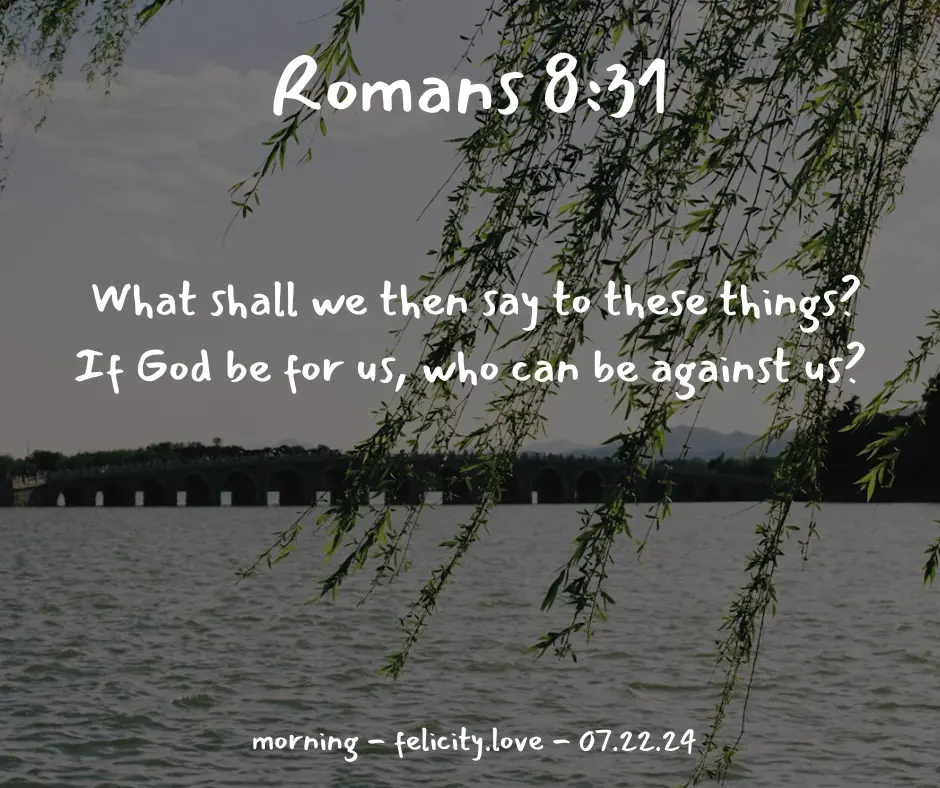 Romans 8:31
What shall we then say to these things?
If God be for us, who can be against us?
morning - felicity.love - 07.22.24